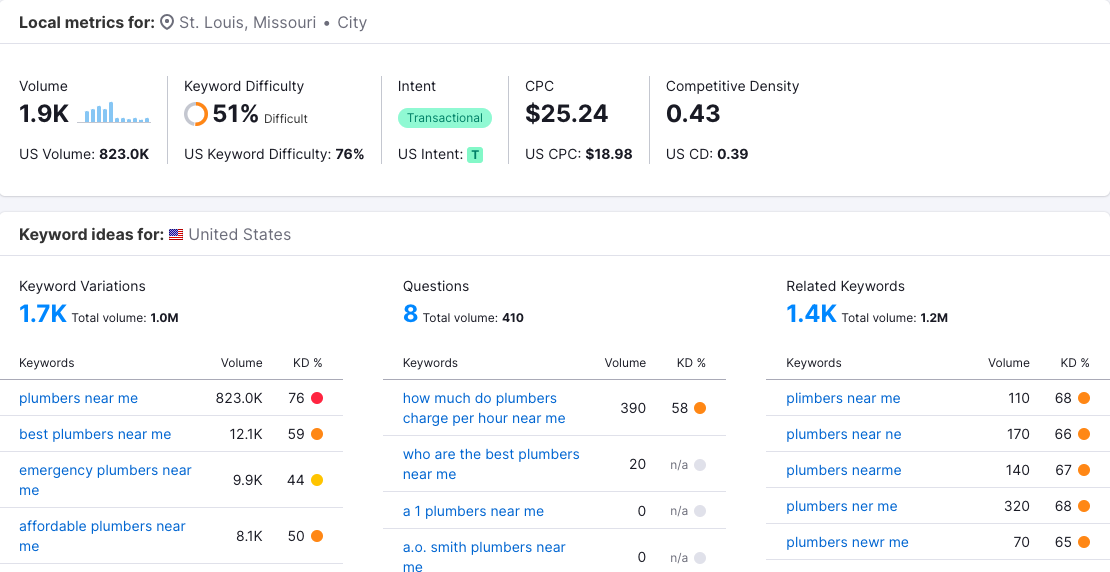 Local metrics for: St. Louis, Missouri • City
Volume
1.9K
US Volume: 823.0K
Keyword Difficulty
51% Difficult
US Keyword Difficulty: 76%
Intent
Transactional
US Intent: T
CPC
$25.24
US CPC: $18.98
Competitive Density
0.43
US CD: 0.39
Keyword ideas for: United States
Keyword Variations
1.7K Total volume: 1.0M
Keywords Volume KD %
plumbers near me 823.0K 76
best plumbers near me 12.1K 59
emergency plumbers near
me 9.9K 44
affordable plumbers near
me 8.1K 50
Questions
8 Total volume: 410
Keywords Volume KD %
how much do plumbers
charge per hour near me 390 58
who are the best plumbers
near me 20 n/a
a 1 plumbers near me 0 n/a
a.o. smith plumbers near
me 0 n/a
Related Keywords
1.4K Total volume: 1.2M
Keywords Volume KD %
plimbers near me 110 68
plumbers near ne 170 66
plumbers nearme 140 67
plumbers ner me 320 68
plumbers newr me 70 65